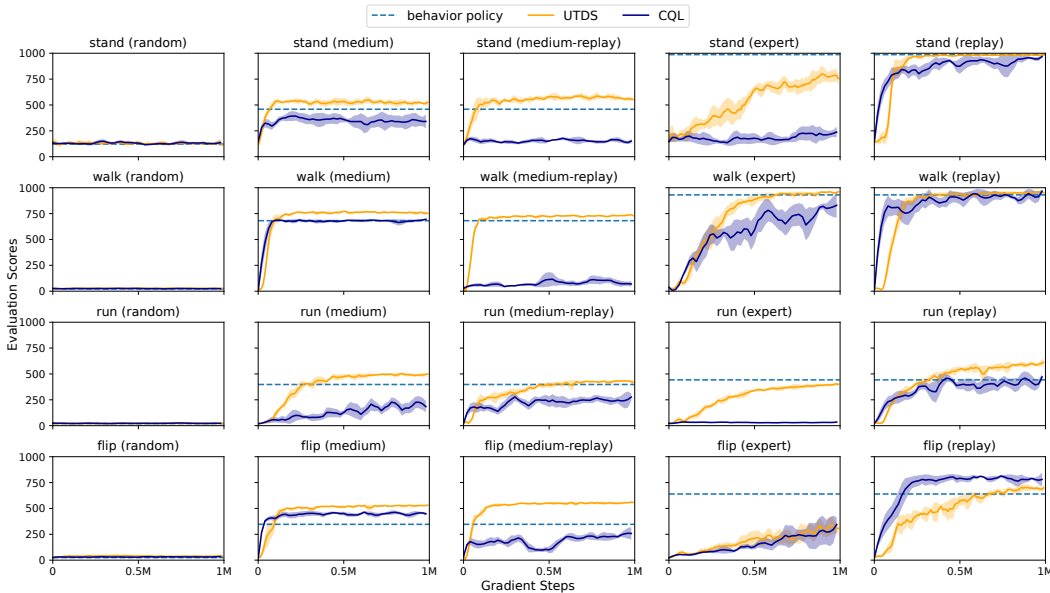 behavior policy UTDS CQL
stand (random) stand (medium) stand (medium-replay) stand (expert) stand (replay)
1000
750
500
250
0
walk (random) walk (medium) walk (medium-replay) walk (expert) walk (replay)
1000
750
500
250
0
run (random) run (medium) run (medium-replay) run (expert) run (replay)
1000
750
500
250
0
flip (random) flip (medium) flip (medium-replay) flip (expert) flip (replay)
1000
750
500
250
0
0 0.5M 1M 0 0.5M 1M 0 0.5M 1M 0 0.5M 1M 0 0.5M 1M
Evaluation Scores
Gradient Steps